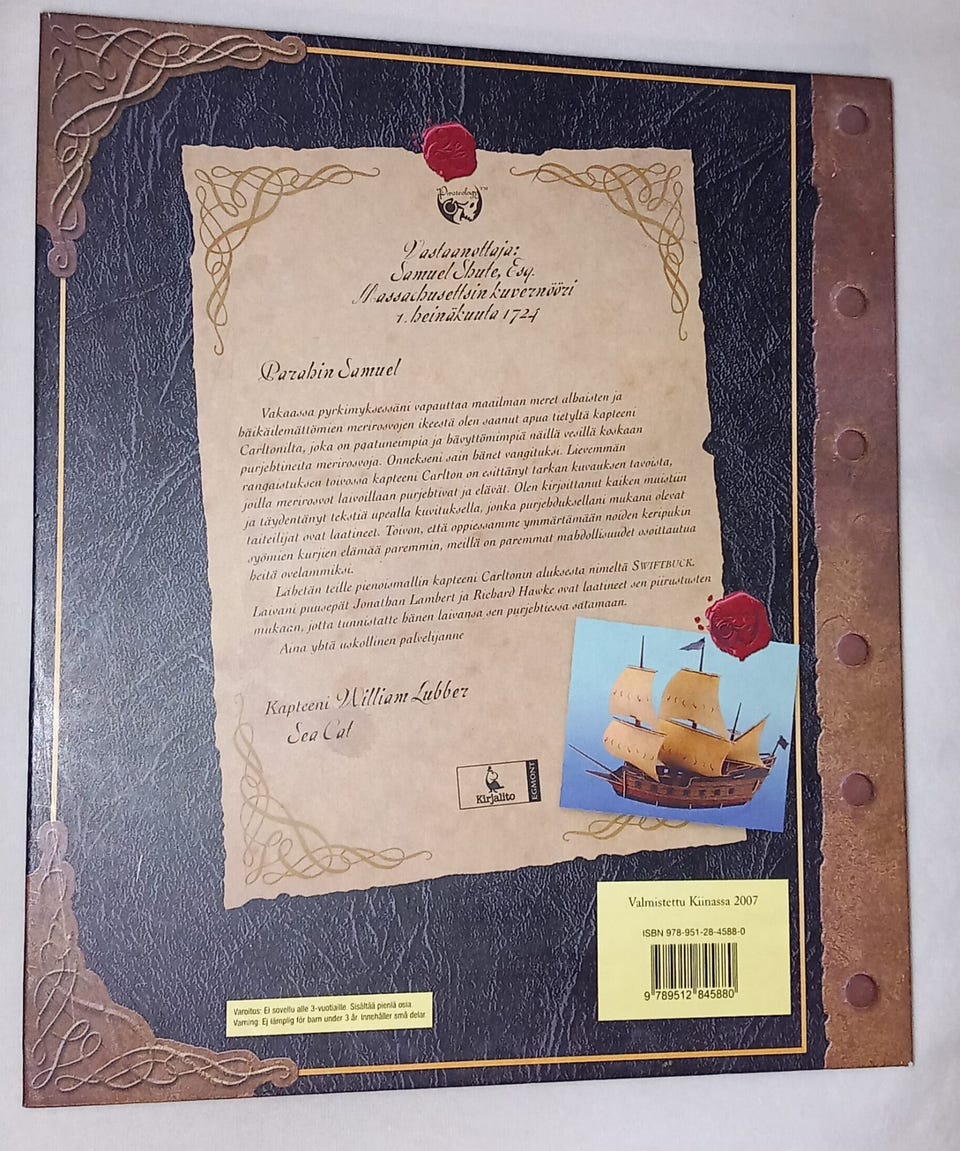 Pirateology™
Vastaanottaja:
Samuel Shute, Esq.
Massachusettsin kuvernööri
1. heinäkuuta 1724
Parahin Samuel
Vakaassa pyrkimyksessäni vapauttaa maailman meret alhaisten ja
häikäilemättömien merirosvojen ikeestä olen saanut apua tietyltä kapteeni
Carltonilta, joka on paatuneimpia ja hävyttömimpiä näillä vesillä koskaan
purjehtineita merirosvoja. Onnekseni sain hänet vangituksi. Lievemmän
rangaistuksen toivossa kapteeni Carlton on esittänyt tarkan kuvauksen tavoista,
joilla merirosvot laivoillaan purjehtivat ja elävät. Olen kirjoittanut kaiken muistiin
ja täydentänyt tekstiä upealla kuvituksella, jonka purjehduksellani mukana olevat
taiteilijat ovat laatineet. Toivon, että oppiessamme ymmärtämään noiden keripukin
syömien kurjien elämää paremmin, meillä on paremmat mahdollisuudet osoittautua
heitä ovelammiksi.
Lähetän teille pienoismallin kapteeni Carltonin aluksesta nimeltä SWIFTBUCK.
Laivani puusepät Jonathan Lambert ja Richard Hawke ovat laatineet sen piirustusten
mukaan, jotta tunnistatte hänen laivansa sen purjehtiessa satamaan.
Aina yhtä uskollinen palvelijanne
Kapteeni William Lubber
Sea Cat
Kirjalito
EGMONT
Valmistettu Kiinassa 2007
ISBN 978-951-28-4588-0
9 789512 845880
Varoitus: Ei sovellu alle 3-vuotiaille. Sisältää pieniä osia.
Varning: Ej lämplig för barn under 3 år. Innehåller små delar.